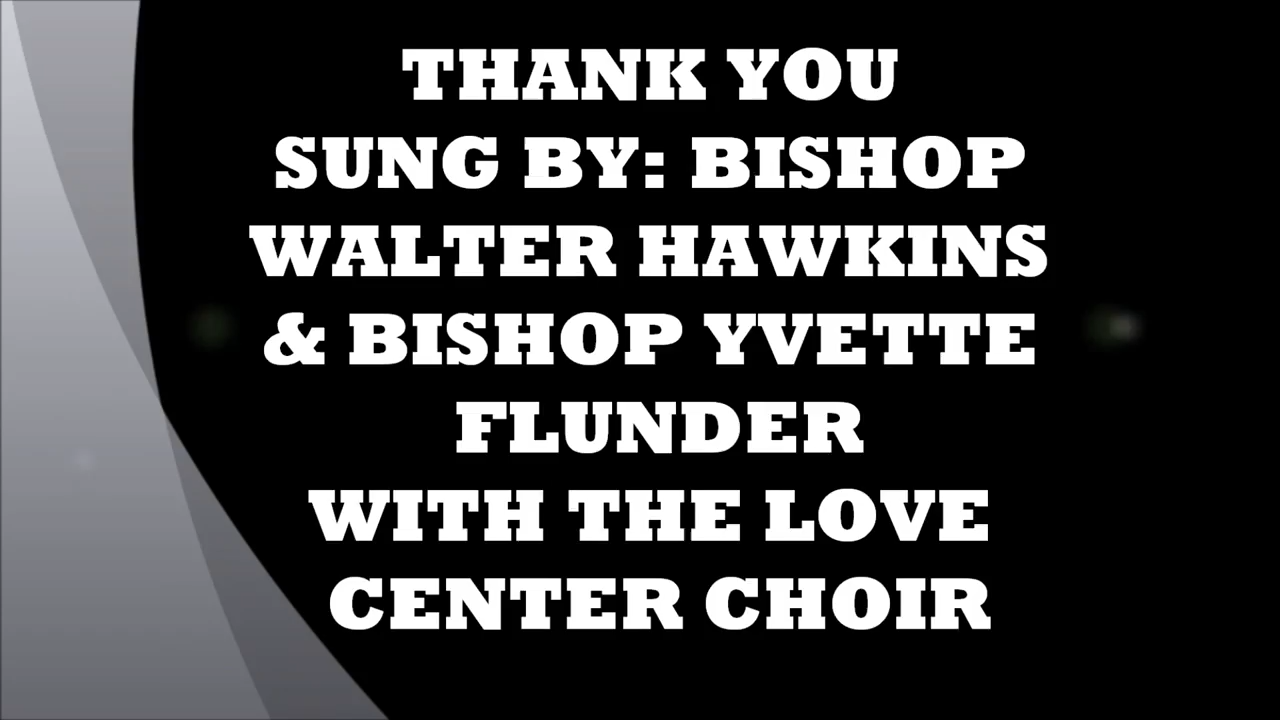 THANK YOU
SUNG BY: BISHOP
WALTER HAWKINS
& BISHOP YVETTE
FLUNDER
WITH THE LOVE
CENTER CHOIR